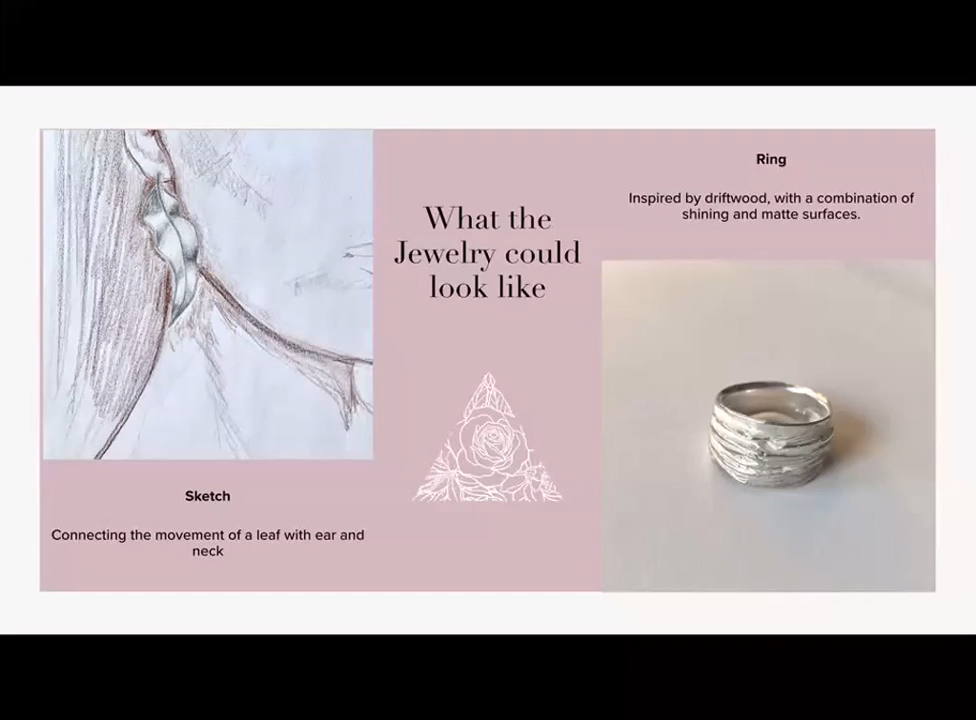 What the
Jewelry could
look like
Sketch
Connecting the movement of a leaf with ear and
neck
Ring
Inspired by driftwood, with a combination of
shining and matte surfaces.